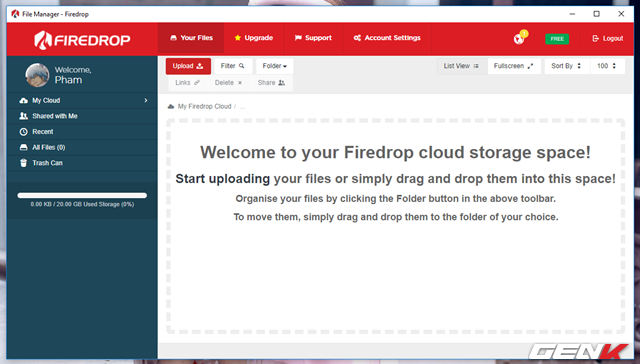 File Manager - Firedrop
FIREDROP
Your Files
Upgrade
Support
Account Settings
FREE
Logout
Welcome,
Pham
Upload
Filter
Folder
List View
Fullscreen
Sort By
100
Links
Delete
Share
My Cloud
Shared with Me
Recent
All Files (0)
Trash Can
0.00 KB / 20.00 GB Used Storage (0%)
My Firedrop Cloud / ...
Welcome to your Firedrop cloud storage space!
Start uploading your files or simply drag and drop them into this space!
Organise your files by clicking the Folder button in the above toolbar.
To move them, simply drag and drop them to the folder of your choice.
GENK